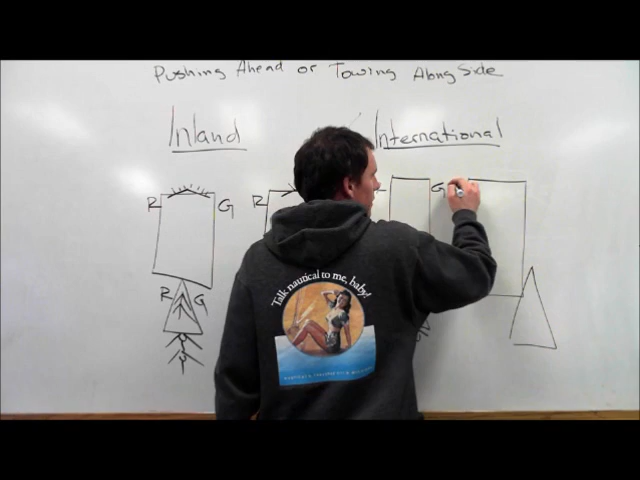 Pushing Ahead or Towing Along Side
Inland
International
R G
R
G
R G
Talk nautical to me, baby!